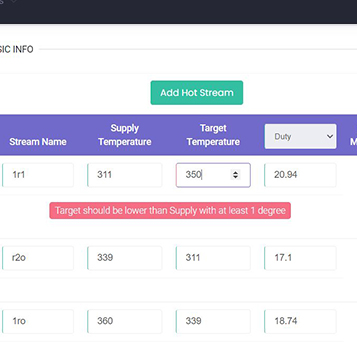 SIC INFO
Add Hot Stream
Stream Name Supply Temperature Target Temperature Duty M
1r1 311 350 20.94
Target should be lower than Supply with at least 1 degree
r2o 339 311 17.1
1ro 360 339 18.74